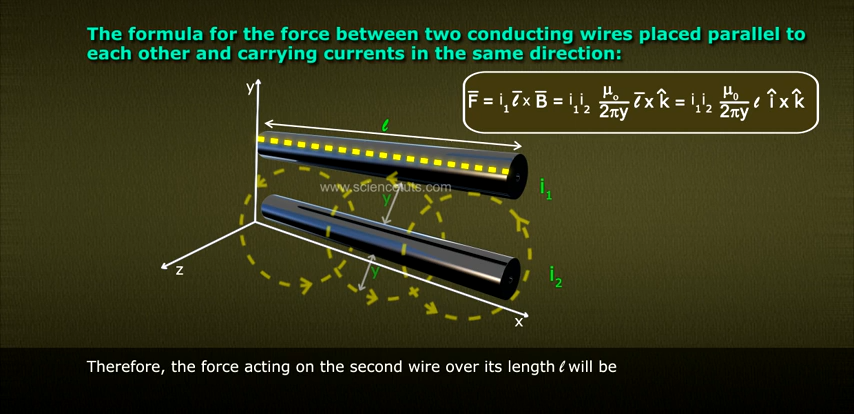 The formula for the force between two conducting wires placed parallel to
each other and carrying currents in the same direction:
F̅ = i₁ l̅ x B̅ = i₁i₂ μ₀/2πy l̅ x k̂ = i₁i₂ μ₀/2πy ℓ î x k̂
y
ℓ
www.sciencetuts.com
i₁
y
y
i₂
z
x
Therefore, the force acting on the second wire over its length ℓ will be